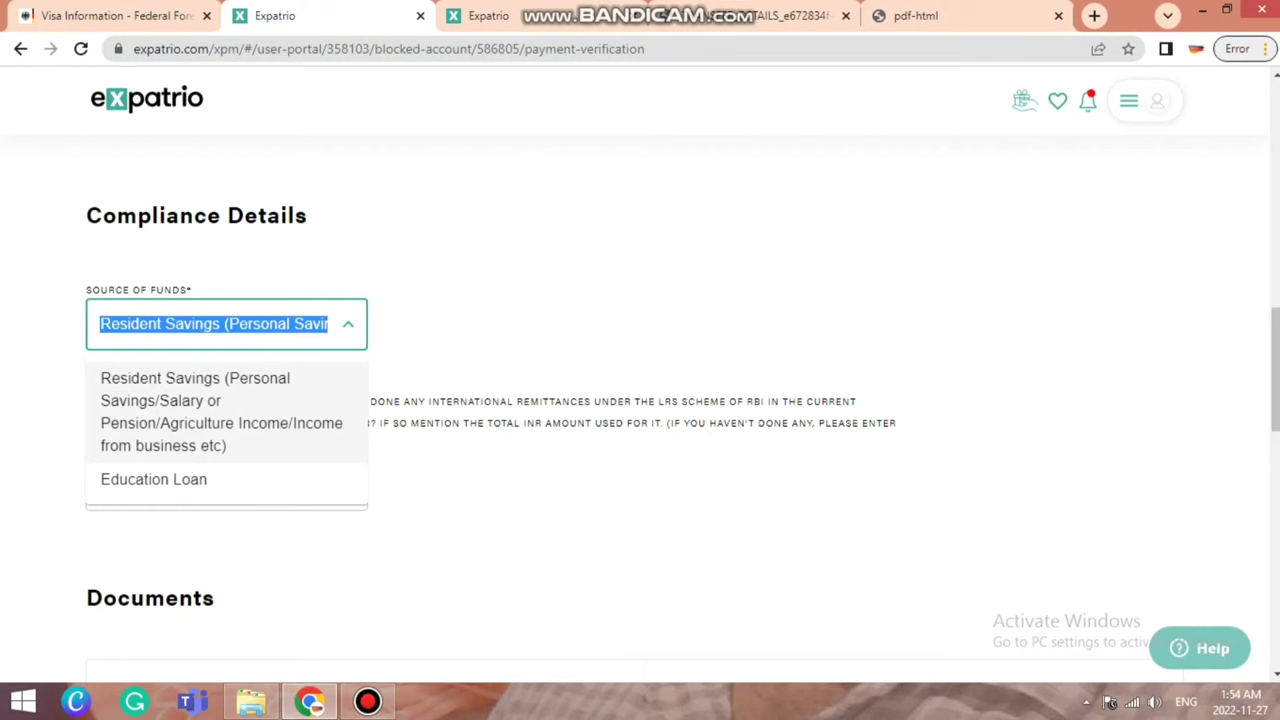 Visa Information - Federal Fore
Expatrio
Expatrio
www.BANDICAM.com
AILS_e672834f-
pdf-html
expatrio.com/xpm/#/user-portal/358103/blocked-account/586805/payment-verification
Error
expatrio
Compliance Details
SOURCE OF FUNDS*
Resident Savings (Personal Savin
Resident Savings (Personal
Savings/Salary or
Pension/Agriculture Income/Income
from business etc)
Education Loan
DONE ANY INTERNATIONAL REMITTANCES UNDER THE LRS SCHEME OF RBI IN THE CURRENT
? IF SO MENTION THE TOTAL INR AMOUNT USED FOR IT. (IF YOU HAVEN'T DONE ANY, PLEASE ENTER
Documents
Activate Windows
Go to PC settings to activ
Help
ENG
1:54 AM
2022-11-27